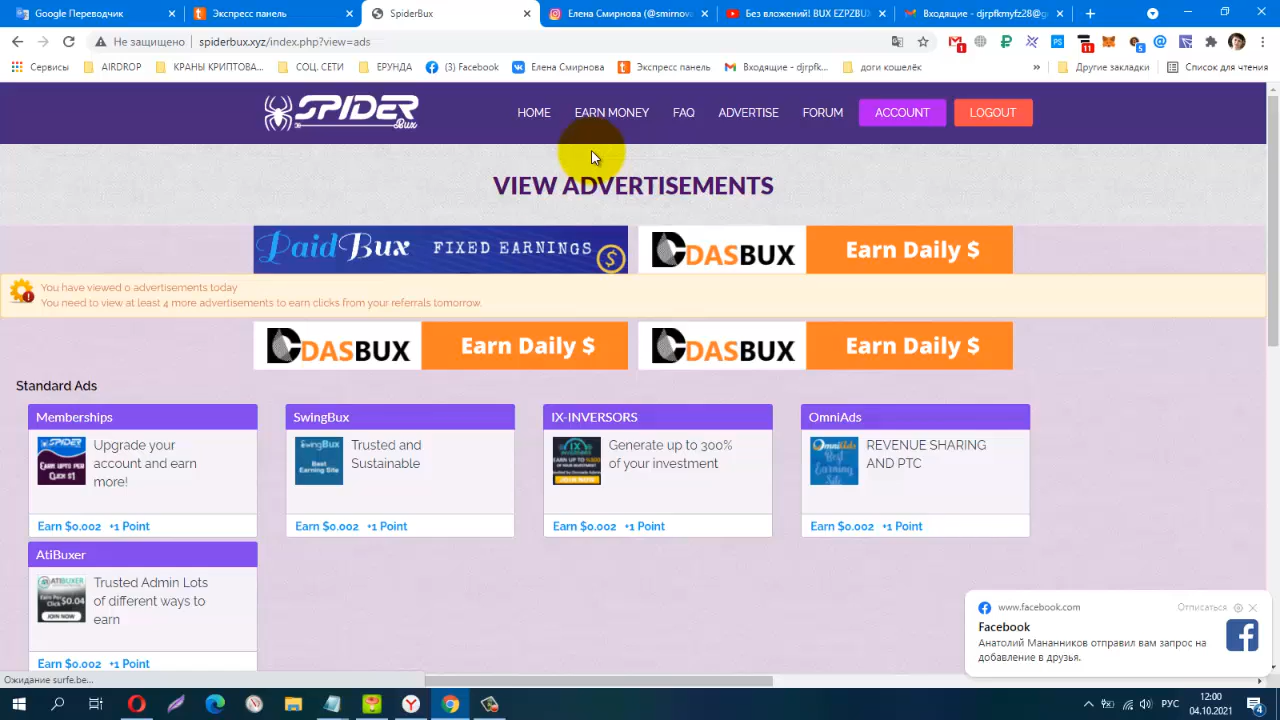 Google Переводчик
Экспресс панель
SpiderBux
Елена Смирнова (@smirnov
Без вложений! BUX EZPZBUX
Входящие - djrpfkmyfz28@g
Не защищено
spiderbux.xyz/index.php?view=ads
1
PS
11
5
Сервисы
AIRDROP
КРАНЫ КРИПТОВА...
СОЦ. СЕТИ
ЕРУНДА
(3) Facebook
Елена Смирнова
Экспресс панель
Входящие - djrpfk...
доги кошелёк
»
Другие закладки
Список для чтения
SPIDER
Bux
HOME
EARN MONEY
FAQ
ADVERTISE
FORUM
ACCOUNT
LOGOUT
VIEW ADVERTISEMENTS
PaidBux FIXED EARNINGS $
DASBUX Earn Daily $
You have viewed 0 advertisements today
You need to view at least 4 more advertisements to earn clicks from your referrals tomorrow.
DASBUX Earn Daily $
DASBUX Earn Daily $
Standard Ads
Memberships
SwingBux
IX-INVERSORS
OmniAds
Upgrade your
account and earn
more!
Trusted and
Sustainable
Generate up to 300%
of your investment
REVENUE SHARING
AND PTC
Earn $0.002 +1 Point
Earn $0.002 +1 Point
Earn $0.002 +1 Point
Earn $0.002 +1 Point
AtiBuxer
Trusted Admin Lots
of different ways to
earn
Earn $0.002 +1 Point
www.facebook.com
Отписаться
Facebook
Анатолий Мананников отправил вам запрос на
добавление в друзья.
Ожидание surfe.be...
РУС
12:00
04.10.2021
4